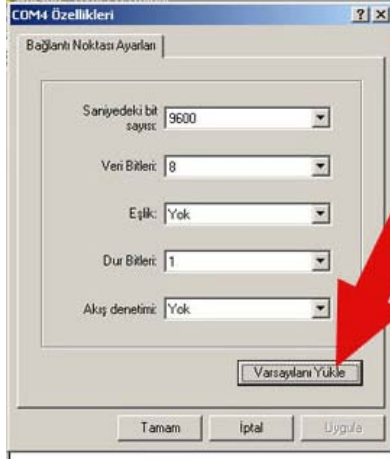 COM4 Özellikleri
Bağlantı Noktası Ayarları
Saniyedeki bit
sayısı: 9600
Veri Bitleri: 8
Eşlik: Yok
Dur Bitleri: 1
Akış denetimi: Yok
Varsayılanı Yükle
Tamam İptal Uygula